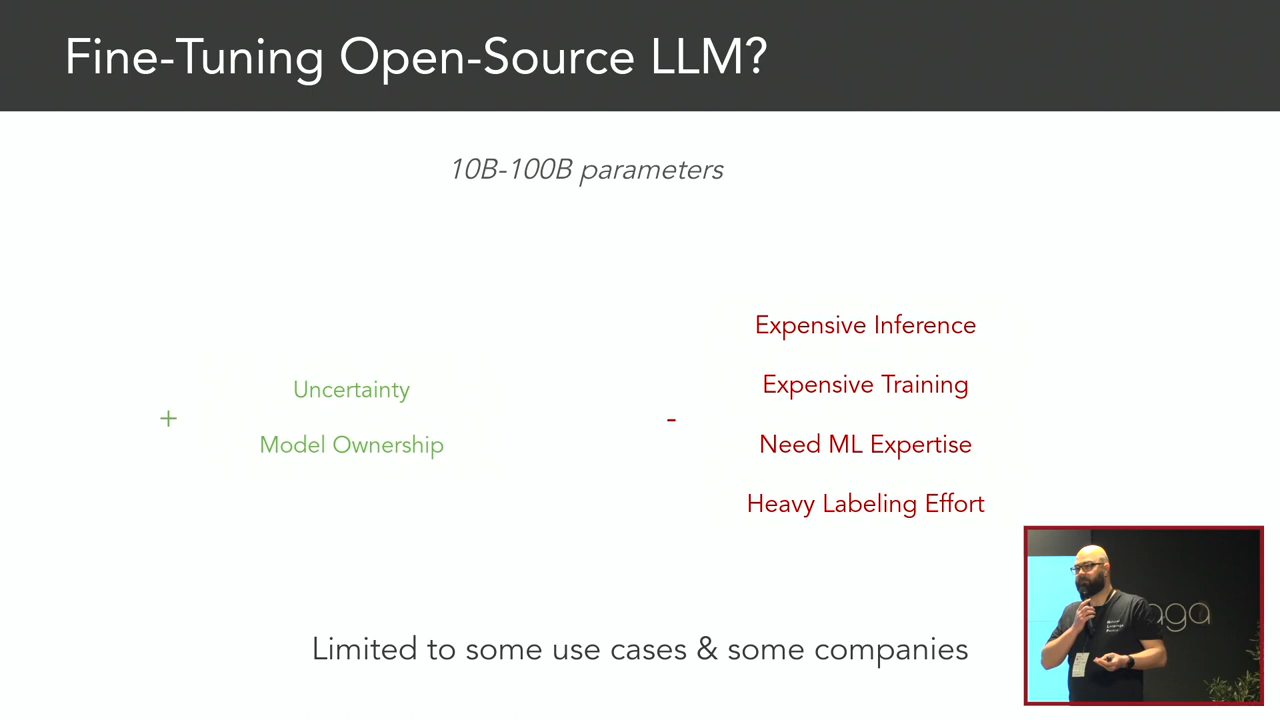 Fine-Tuning Open-Source LLM?
10B-100B parameters
+
Uncertainty
Model Ownership
-
Expensive Inference
Expensive Training
Need ML Expertise
Heavy Labeling Effort
Limited to some use cases & some companies